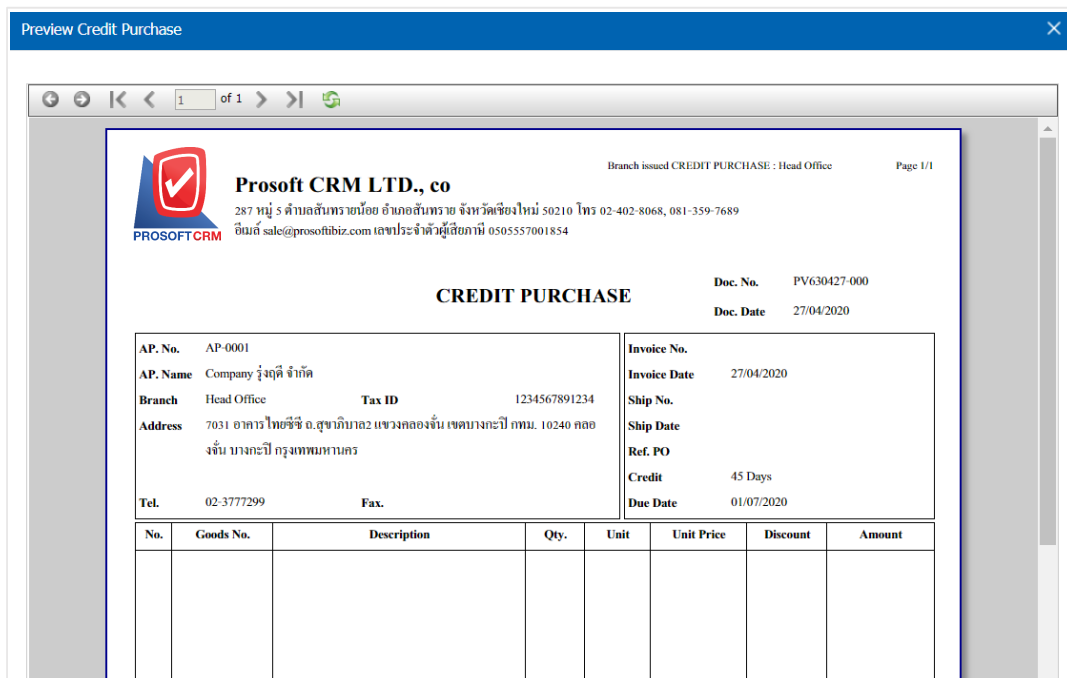 Preview Credit Purchase
1 of 1
Branch issued CREDIT PURCHASE : Head Office Page 1/1
Prosoft CRM LTD., co
287 หมู่ 5 ตำบลสันทรายน้อย อำเภอสันทราย จังหวัดเชียงใหม่ 50210 โทร 02-402-8068, 081-359-7689
อีเมล์ sale@prosoftibiz.com เลขประจำตัวผู้เสียภาษี 0505557001854
PROSOFTCRM
CREDIT PURCHASE
Doc. No. PV630427-000
Doc. Date 27/04/2020
AP. No. AP-0001
AP. Name Company รุ่งฤดี จำกัด
Branch Head Office Tax ID 1234567891234
Address 7031 อาคาร ไทยซีซี ถ.สุขาภิบาล2 แขวงคลองจั่น เขตบางกะปิ กทม. 10240 คลอ
งจั่น บางกะปิ กรุงเทพมหานคร
Tel. 02-3777299 Fax.
Invoice No.
Invoice Date 27/04/2020
Ship No.
Ship Date
Ref. PO
Credit 45 Days
Due Date 01/07/2020
No. Goods No. Description Qty. Unit Unit Price Discount Amount